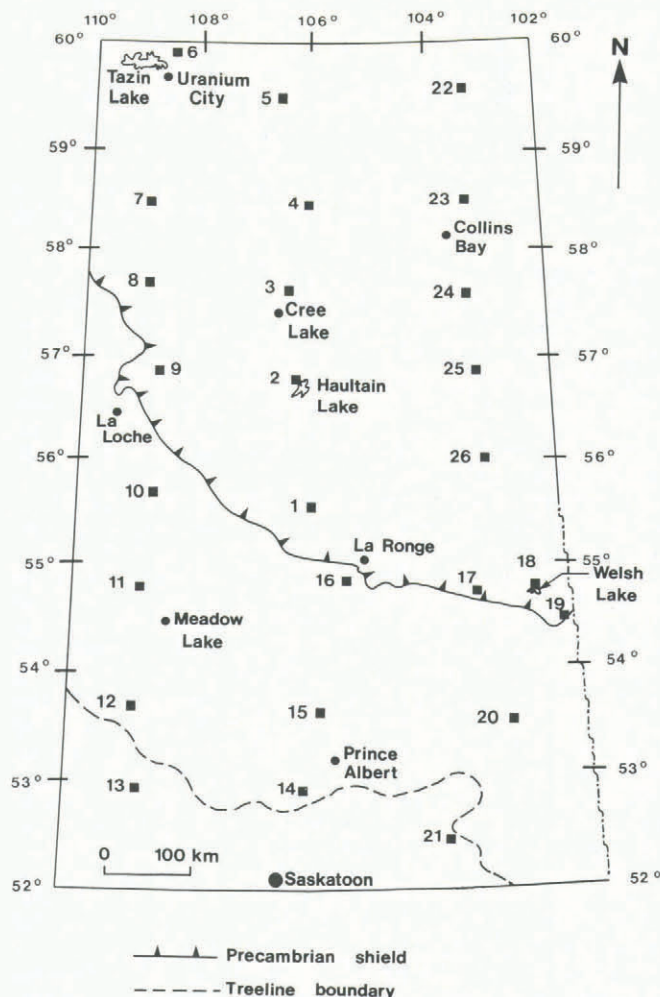 110° 108° 106° 104° 102°
60° 60°
6
N
Tazin Lake
Uranium City
5
22
59° 59°
7
4
23
Collins Bay
58° 58°
8
3
24
Cree Lake
57° 57°
9
2
Haultain Lake
25
La Loche
56° 56°
26
10
1
La Ronge
55° 55°
11
16
17
18
Welsh Lake
19
Meadow Lake
54° 54°
12
15
20
Prince Albert
53° 53°
13
14
21
0 100 km
52° 52°
Saskatoon
Precambrian shield
Treeline boundary